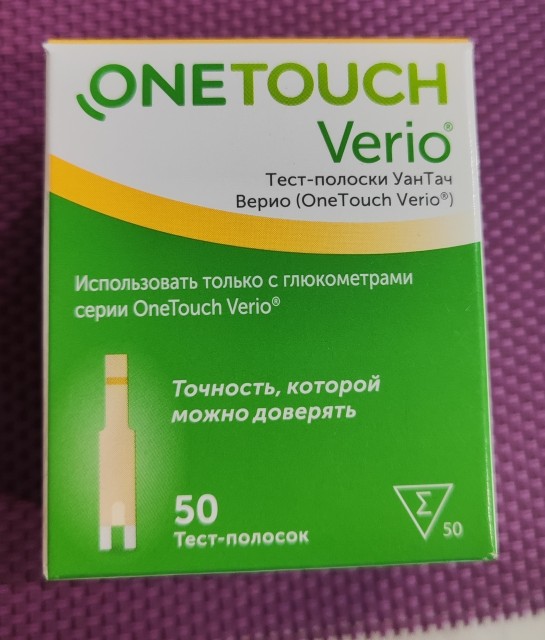 ONETOUCH
Verio®
Тест-полоски УанТач
Верио (OneTouch Verio®)
Использовать только с глюкометрами
серии OneTouch Verio®
Точность, которой
можно доверять
50
Тест-полосок
Σ
50